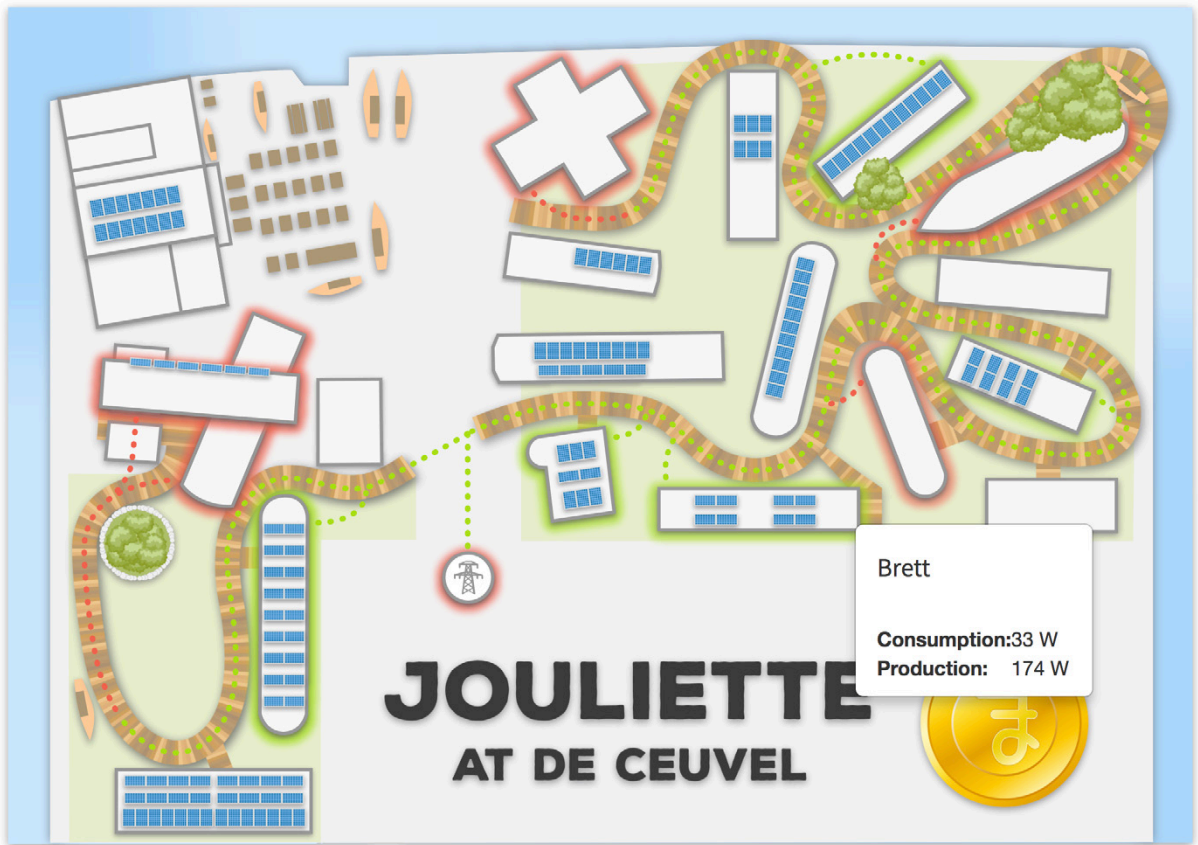 Brett
Consumption:33 W
Production: 174 W
JOULIETTE
AT DE CEUVEL